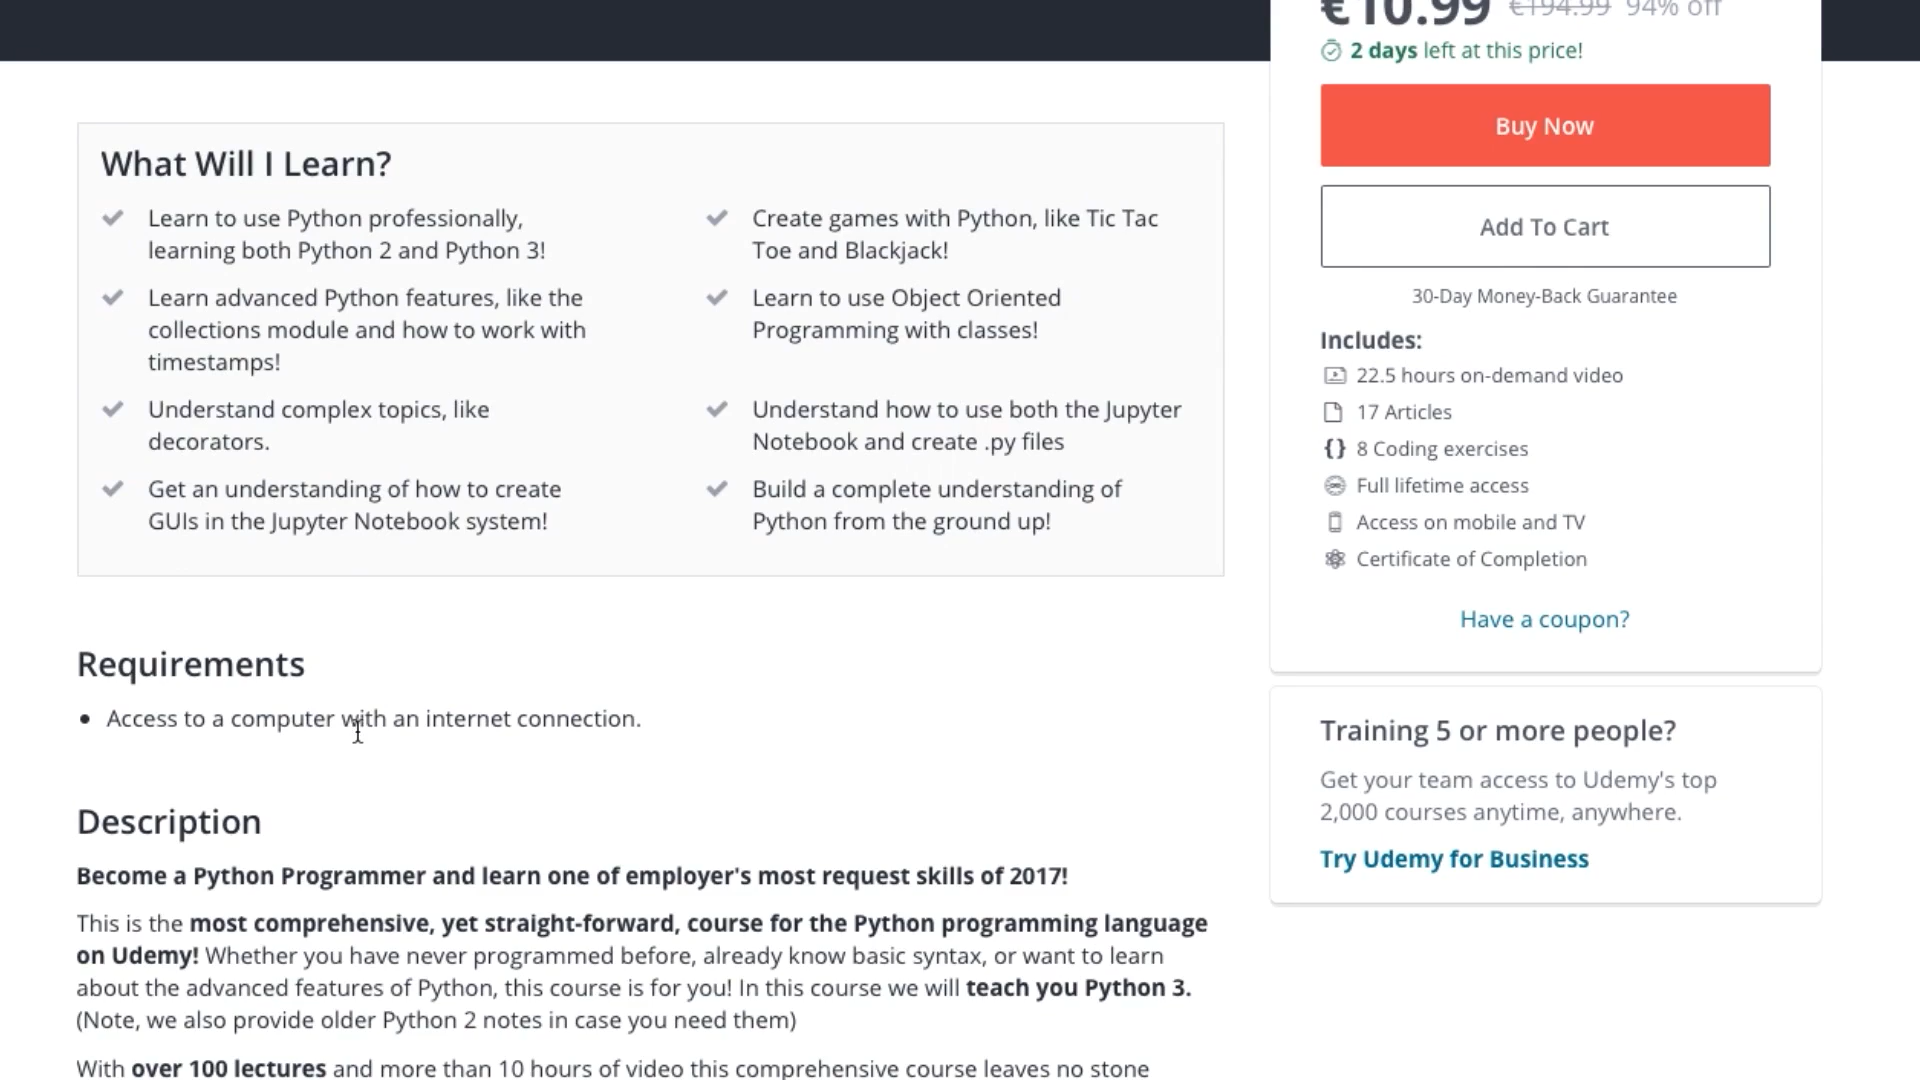 €10.99 €194.99 94% off
2 days left at this price!
Buy Now
Add To Cart
30-Day Money-Back Guarantee
Includes:
22.5 hours on-demand video
17 Articles
8 Coding exercises
Full lifetime access
Access on mobile and TV
Certificate of Completion
Have a coupon?
What Will I Learn?
Learn to use Python professionally,
learning both Python 2 and Python 3!
Create games with Python, like Tic Tac
Toe and Blackjack!
Learn advanced Python features, like the
collections module and how to work with
timestamps!
Learn to use Object Oriented
Programming with classes!
Understand complex topics, like
decorators.
Understand how to use both the Jupyter
Notebook and create .py files
Get an understanding of how to create
GUIs in the Jupyter Notebook system!
Build a complete understanding of
Python from the ground up!
Requirements
Access to a computer with an internet connection.
Training 5 or more people?
Get your team access to Udemy's top
2,000 courses anytime, anywhere.
Try Udemy for Business
Description
Become a Python Programmer and learn one of employer's most request skills of 2017!
This is the most comprehensive, yet straight-forward, course for the Python programming language
on Udemy! Whether you have never programmed before, already know basic syntax, or want to learn
about the advanced features of Python, this course is for you! In this course we will teach you Python 3.
(Note, we also provide older Python 2 notes in case you need them)
With over 100 lectures and more than 10 hours of video this comprehensive course leaves no stone